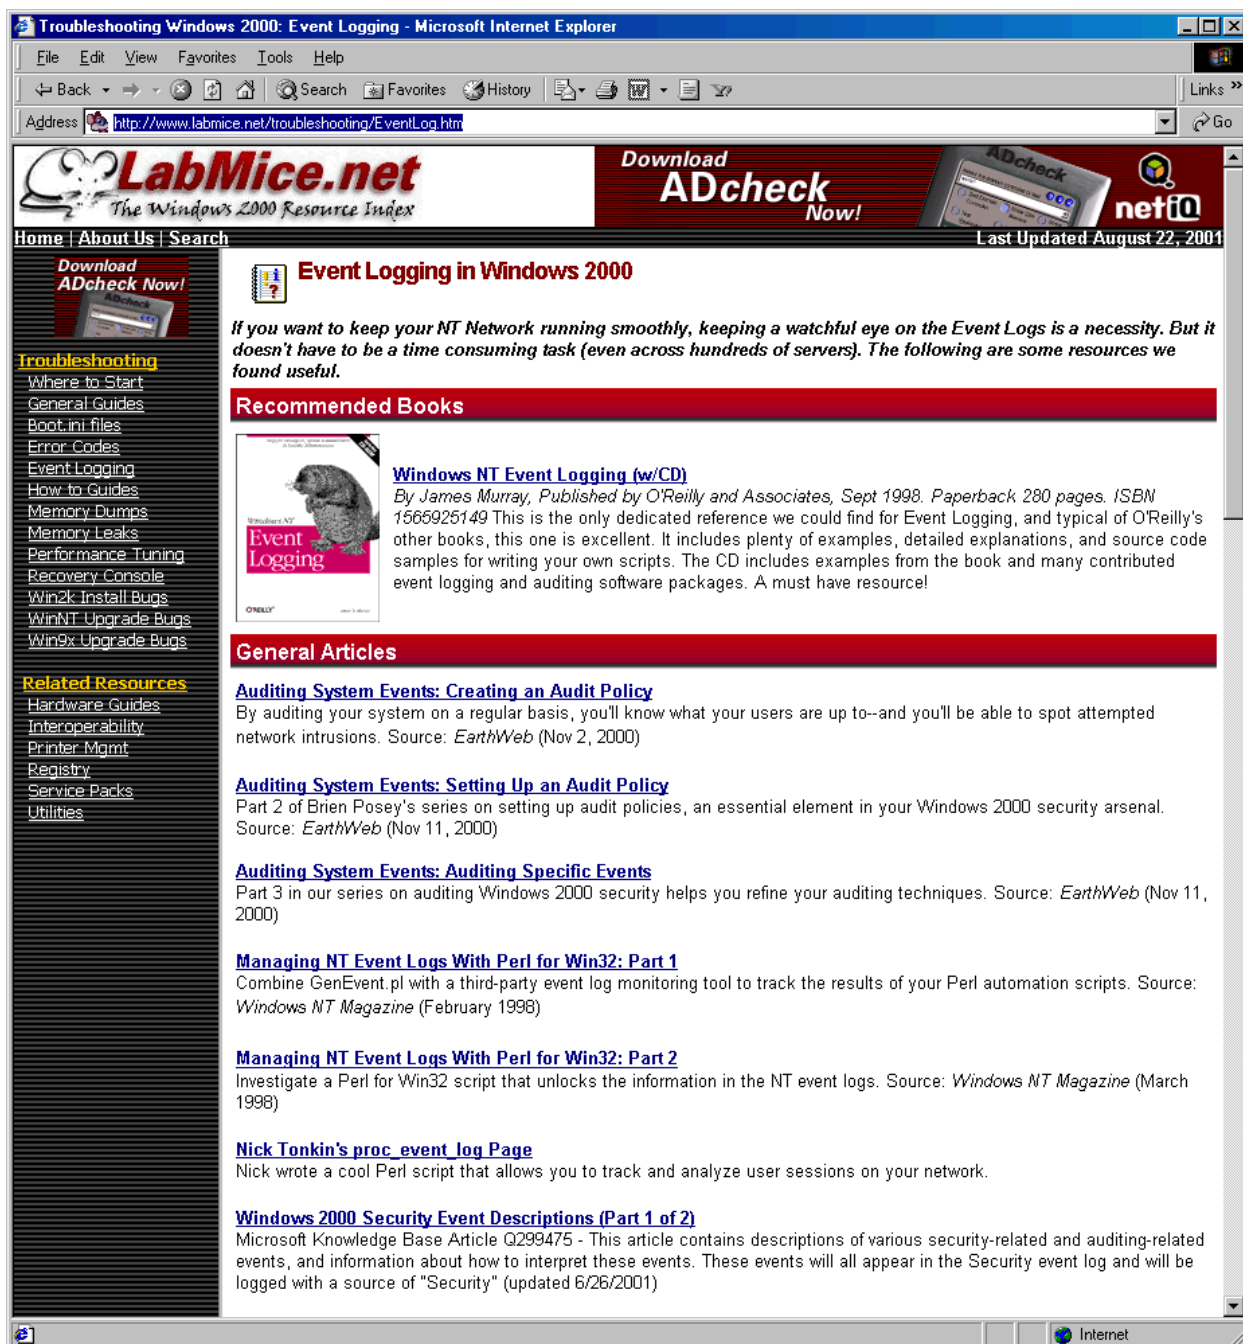 Troubleshooting Windows 2000: Event Logging - Microsoft Internet Explorer
File Edit View Favorites Tools Help
Back Search Favorites History Links »
Address http://www.labmice.net/troubleshooting/EventLog.htm Go
LabMice.net
The Windows 2000 Resource Index
Download
ADcheck
Now!
ADcheck
netiQ
Home | About Us | Search
Last Updated August 22, 2001
Download
ADcheck Now!
ADcheck
Troubleshooting
Where to Start
General Guides
Boot.ini files
Error Codes
Event Logging
How to Guides
Memory Dumps
Memory Leaks
Performance Tuning
Recovery Console
Win2k Install Bugs
WinNT Upgrade Bugs
Win9x Upgrade Bugs
Related Resources
Hardware Guides
Interoperability
Printer Mgmt
Registry
Service Packs
Utilities
Event Logging in Windows 2000
If you want to keep your NT Network running smoothly, keeping a watchful eye on the Event Logs is a necessity. But it
doesn't have to be a time consuming task (even across hundreds of servers). The following are some resources we
found useful.
Recommended Books
Windows NT
Event
Logging
O'REILLY
Windows NT Event Logging (w/CD)
By James Murray, Published by O'Reilly and Associates, Sept 1998. Paperback 280 pages. ISBN
1565925149 This is the only dedicated reference we could find for Event Logging, and typical of O'Reilly's
other books, this one is excellent. It includes plenty of examples, detailed explanations, and source code
samples for writing your own scripts. The CD includes examples from the book and many contributed
event logging and auditing software packages. A must have resource!
General Articles
Auditing System Events: Creating an Audit Policy
By auditing your system on a regular basis, you'll know what your users are up to--and you'll be able to spot attempted
network intrusions. Source: EarthWeb (Nov 2, 2000)
Auditing System Events: Setting Up an Audit Policy
Part 2 of Brien Posey's series on setting up audit policies, an essential element in your Windows 2000 security arsenal.
Source: EarthWeb (Nov 11, 2000)
Auditing System Events: Auditing Specific Events
Part 3 in our series on auditing Windows 2000 security helps you refine your auditing techniques. Source: EarthWeb (Nov 11,
2000)
Managing NT Event Logs With Perl for Win32: Part 1
Combine GenEvent.pl with a third-party event log monitoring tool to track the results of your Perl automation scripts. Source:
Windows NT Magazine (February 1998)
Managing NT Event Logs With Perl for Win32: Part 2
Investigate a Perl for Win32 script that unlocks the information in the NT event logs. Source: Windows NT Magazine (March
1998)
Nick Tonkin's proc_event_log Page
Nick wrote a cool Perl script that allows you to track and analyze user sessions on your network.
Windows 2000 Security Event Descriptions (Part 1 of 2)
Microsoft Knowledge Base Article Q299475 - This article contains descriptions of various security-related and auditing-related
events, and information about how to interpret these events. These events will all appear in the Security event log and will be
logged with a source of "Security" (updated 6/26/2001)
Internet